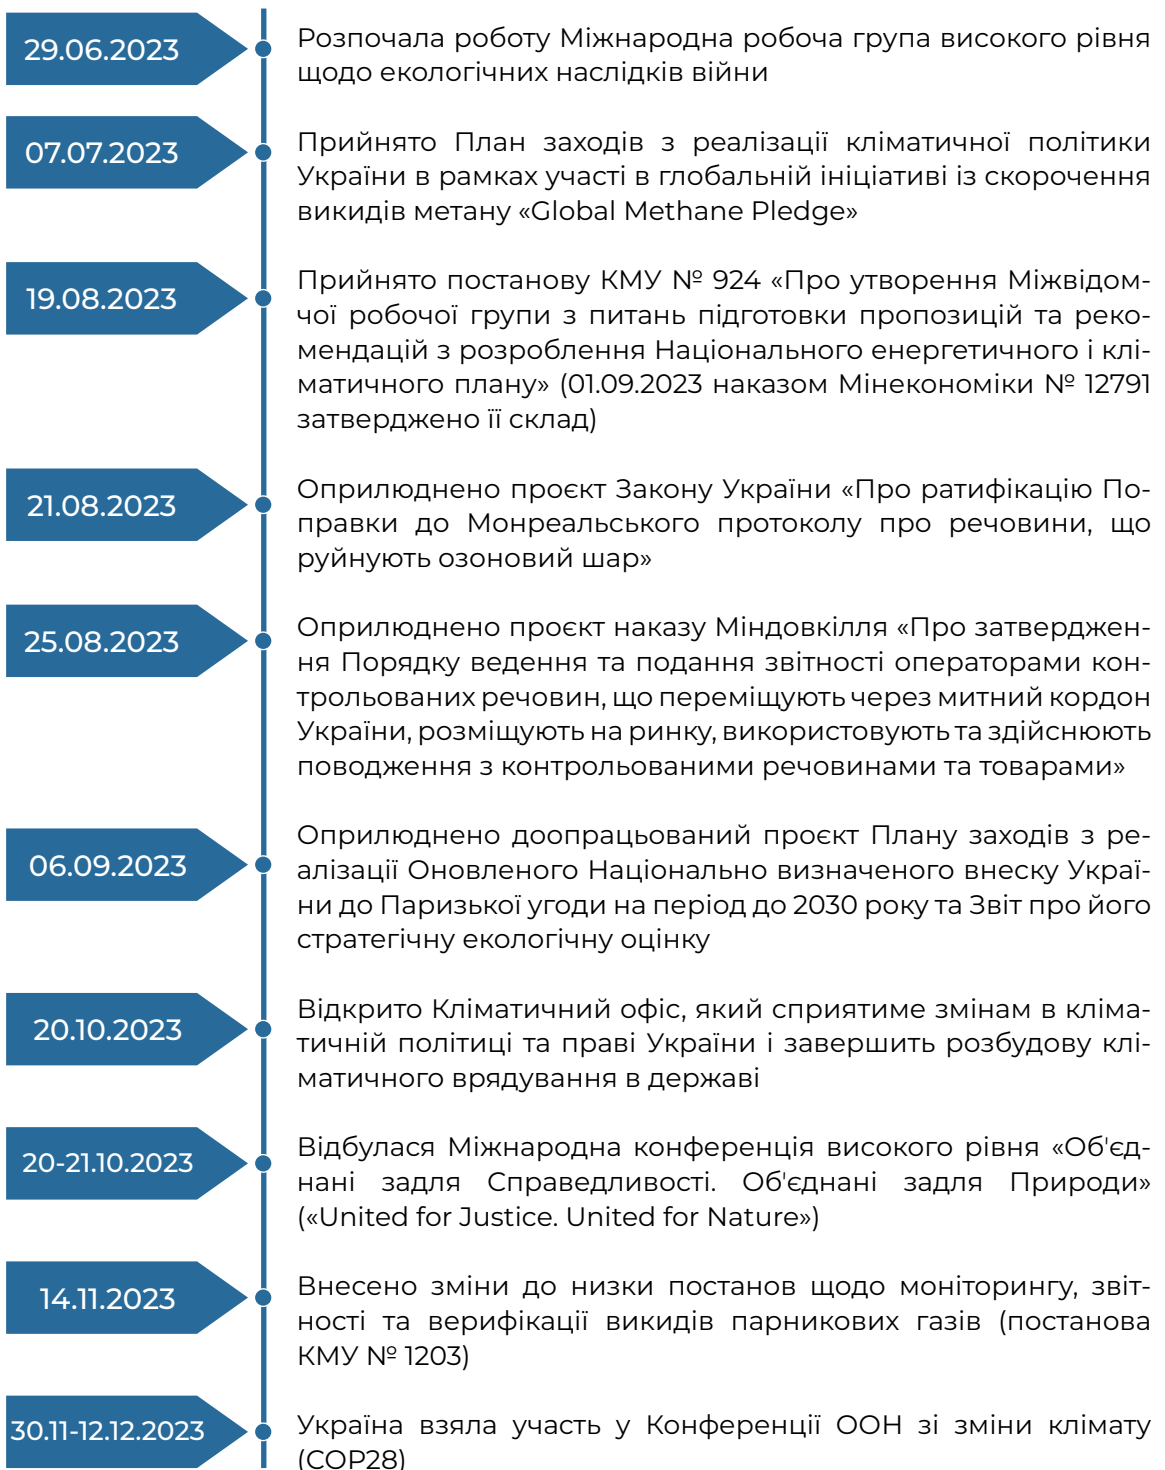 29.06.2023
Розпочала роботу Міжнародна робоча група високого рівня
щодо екологічних наслідків війни
07.07.2023
Прийнято План заходів з реалізації кліматичної політики
України в рамках участі в глобальній ініціативі із скорочення
викидів метану «Global Methane Pledge»
19.08.2023
Прийнято постанову КМУ № 924 «Про утворення Міжвідом-
чої робочої групи з питань підготовки пропозицій та реко-
мендацій з розроблення Національного енергетичного і клі-
матичного плану» (01.09.2023 наказом Мінекономіки № 12791
затверджено її склад)
21.08.2023
Оприлюднено проєкт Закону України «Про ратифікацію По-
правки до Монреальського протоколу про речовини, що
руйнують озоновий шар»
25.08.2023
Оприлюднено проєкт наказу Міндовкілля «Про затверджен-
ня Порядку ведення та подання звітності операторами кон-
трольованих речовин, що переміщують через митний кордон
України, розміщують на ринку, використовують та здійснюють
поводження з контрольованими речовинами та товарами»
06.09.2023
Оприлюднено доопрацьований проєкт Плану заходів з ре-
алізації Оновленого Національно визначеного внеску Украї-
ни до Паризької угоди на період до 2030 року та Звіт про його
стратегічну екологічну оцінку
20.10.2023
Відкрито Кліматичний офіс, який сприятиме змінам в кліма-
тичній політиці та праві України і завершить розбудову клі-
матичного врядування в державі
20-21.10.2023
Відбулася Міжнародна конференція високого рівня «Об'єд-
нані задля Справедливості. Об'єднані задля Природи»
(«United for Justice. United for Nature»)
14.11.2023
Внесено зміни до низки постанов щодо моніторингу, звіт-
ності та верифікації викидів парникових газів (постанова
КМУ № 1203)
30.11-12.12.2023
Україна взяла участь у Конференції ООН зі зміни клімату
(COP28)